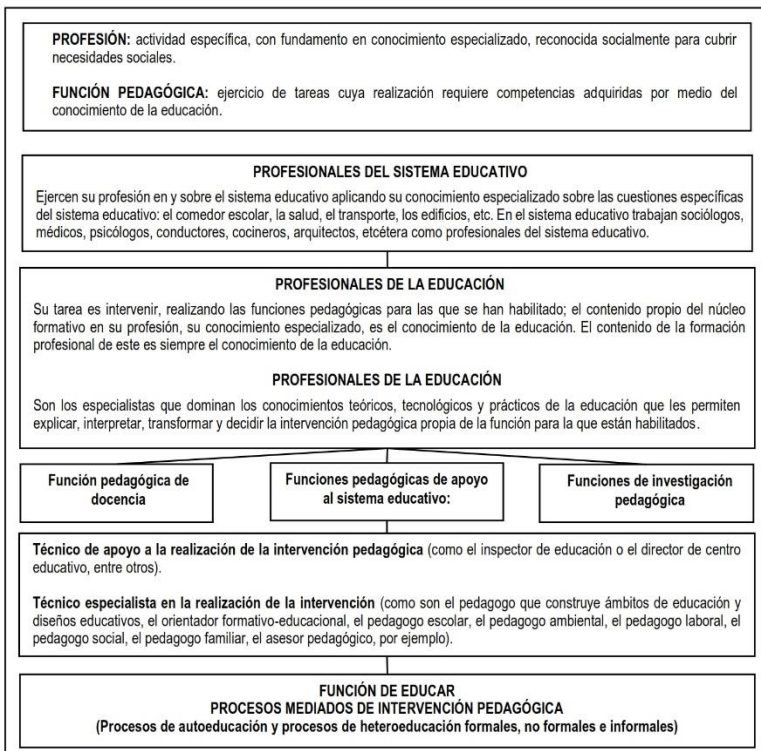 PROFESIÓN: actividad específica, con fundamento en conocimiento especializado, reconocida socialmente para cubrir
necesidades sociales.
FUNCIÓN PEDAGÓGICA: ejercicio de tareas cuya realización requiere competencias adquiridas por medio del
conocimiento de la educación.
PROFESIONALES DEL SISTEMA EDUCATIVO
Ejercen su profesión en y sobre el sistema educativo aplicando su conocimiento especializado sobre las cuestiones específicas
del sistema educativo: el comedor escolar, la salud, el transporte, los edificios, etc. En el sistema educativo trabajan sociólogos,
médicos, psicólogos, conductores, cocineros, arquitectos, etcétera como profesionales del sistema educativo.
PROFESIONALES DE LA EDUCACIÓN
Su tarea es intervenir, realizando las funciones pedagógicas para las que se han habilitado; el contenido propio del núcleo
formativo en su profesión, su conocimiento especializado, es el conocimiento de la educación. El contenido de la formación
profesional de este es siempre el conocimiento de la educación.
PROFESIONALES DE LA EDUCACIÓN
Son los especialistas que dominan los conocimientos teóricos, tecnológicos y prácticos de la educación que les permiten
explicar, interpretar, transformar y decidir la intervención pedagógica propia de la función para la que están habilitados.
Función pedagógica de
docencia
Funciones pedagógicas de apoyo
al sistema educativo:
Funciones de investigación
pedagógica
Técnico de apoyo a la realización de la intervención pedagógica (como el inspector de educación o el director de centro
educativo, entre otros).
Técnico especialista en la realización de la intervención (como son el pedagogo que construye ámbitos de educación y
diseños educativos, el orientador formativo-educacional, el pedagogo escolar, el pedagogo ambiental, el pedagogo laboral, el
pedagogo social, el pedagogo familiar, el asesor pedagógico, por ejemplo).
FUNCIÓN DE EDUCAR
PROCESOS MEDIADOS DE INTERVENCIÓN PEDAGÓGICA
(Procesos de autoeducación y procesos de heteroeducación formales, no formales e informales)